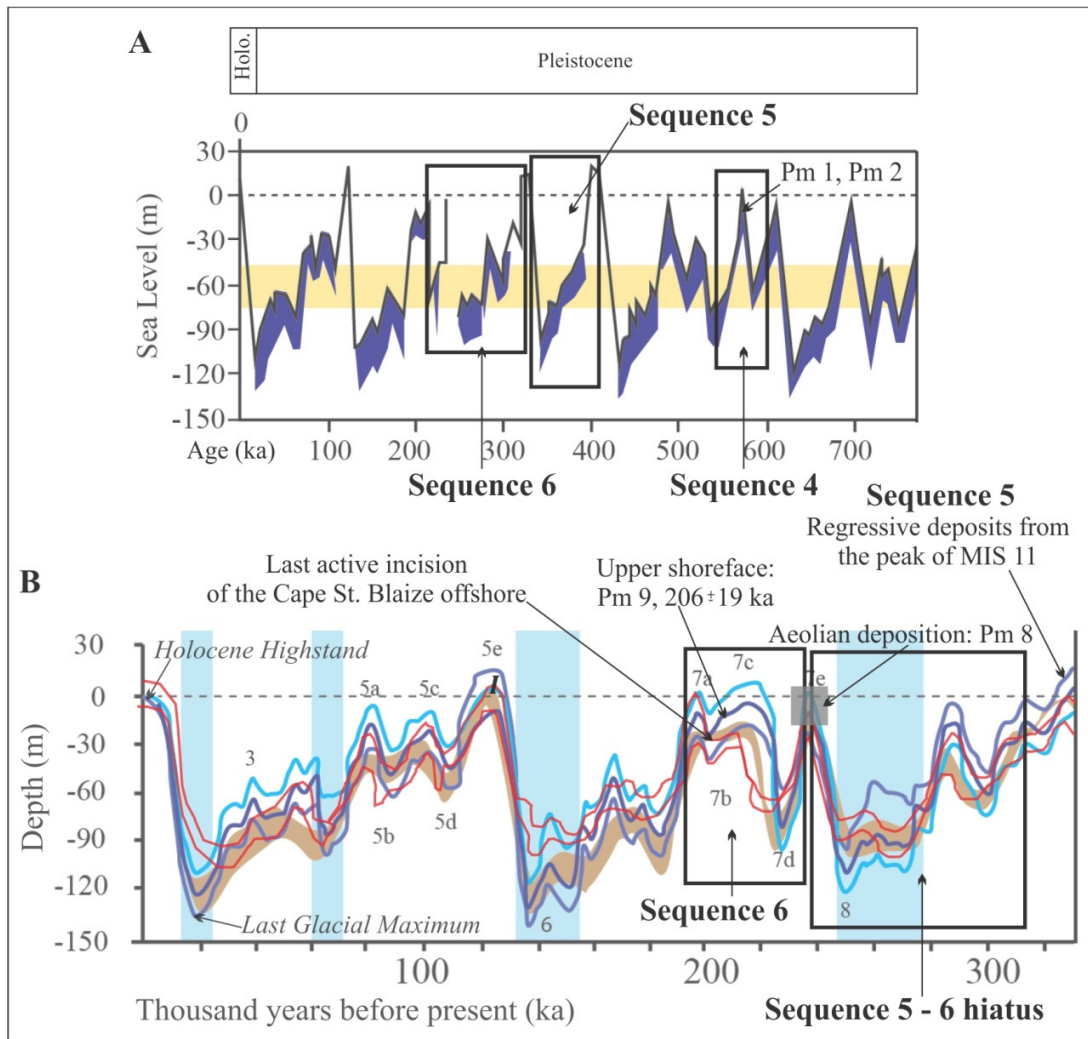 A
Holo.
Pleistocene
0
Sequence 5
Pm 1, Pm 2
Sea Level (m)
30
0
-30
-60
-90
-120
-150
Age (ka)
100
200
300
400
500
600
700
Sequence 6
Sequence 4
B
Sequence 5
Regressive deposits from
the peak of MIS 11
Last active incision
of the Cape St. Blaize offshore
Upper shoreface:
Pm 9, 206±19 ka
Aeolian deposition: Pm 8
Depth (m)
30
0
-30
-60
-90
-120
-150
Holocene Highstand
Last Glacial Maximum
3
5a
5b
5c
5d
5e
I
6
7a
7b
7c
7d
7e
8
Sequence 6
100
200
300
Thousand years before present (ka)
Sequence 5 - 6 hiatus